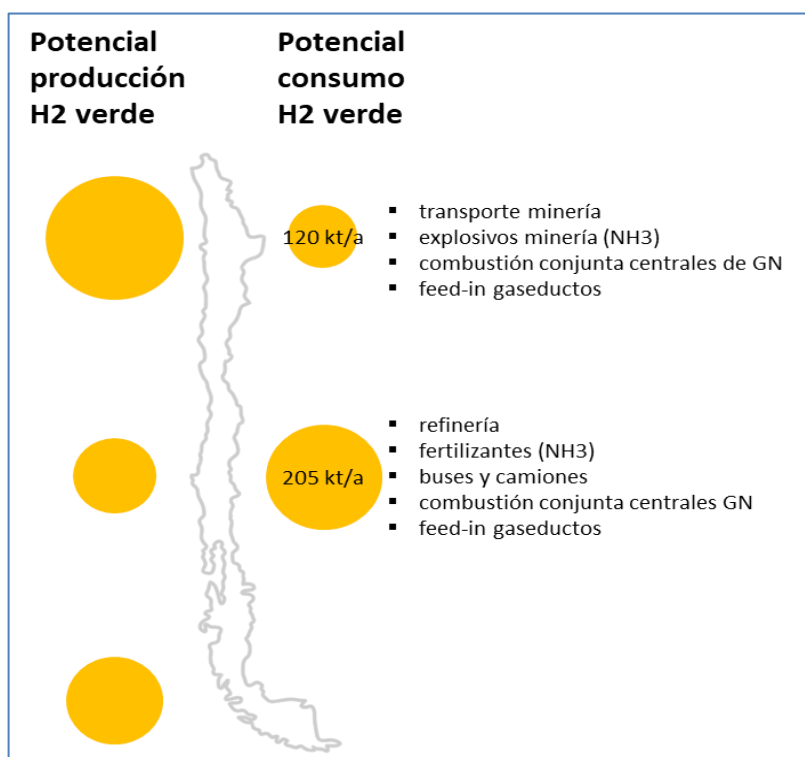 Potencial
producción
H2 verde
Potencial
consumo
H2 verde
120 kt/a
▪ transporte minería
▪ explosivos minería (NH3)
▪ combustión conjunta centrales de GN
▪ feed-in gaseductos
205 kt/a
▪ refinería
▪ fertilizantes (NH3)
▪ buses y camiones
▪ combustión conjunta centrales GN
▪ feed-in gaseductos